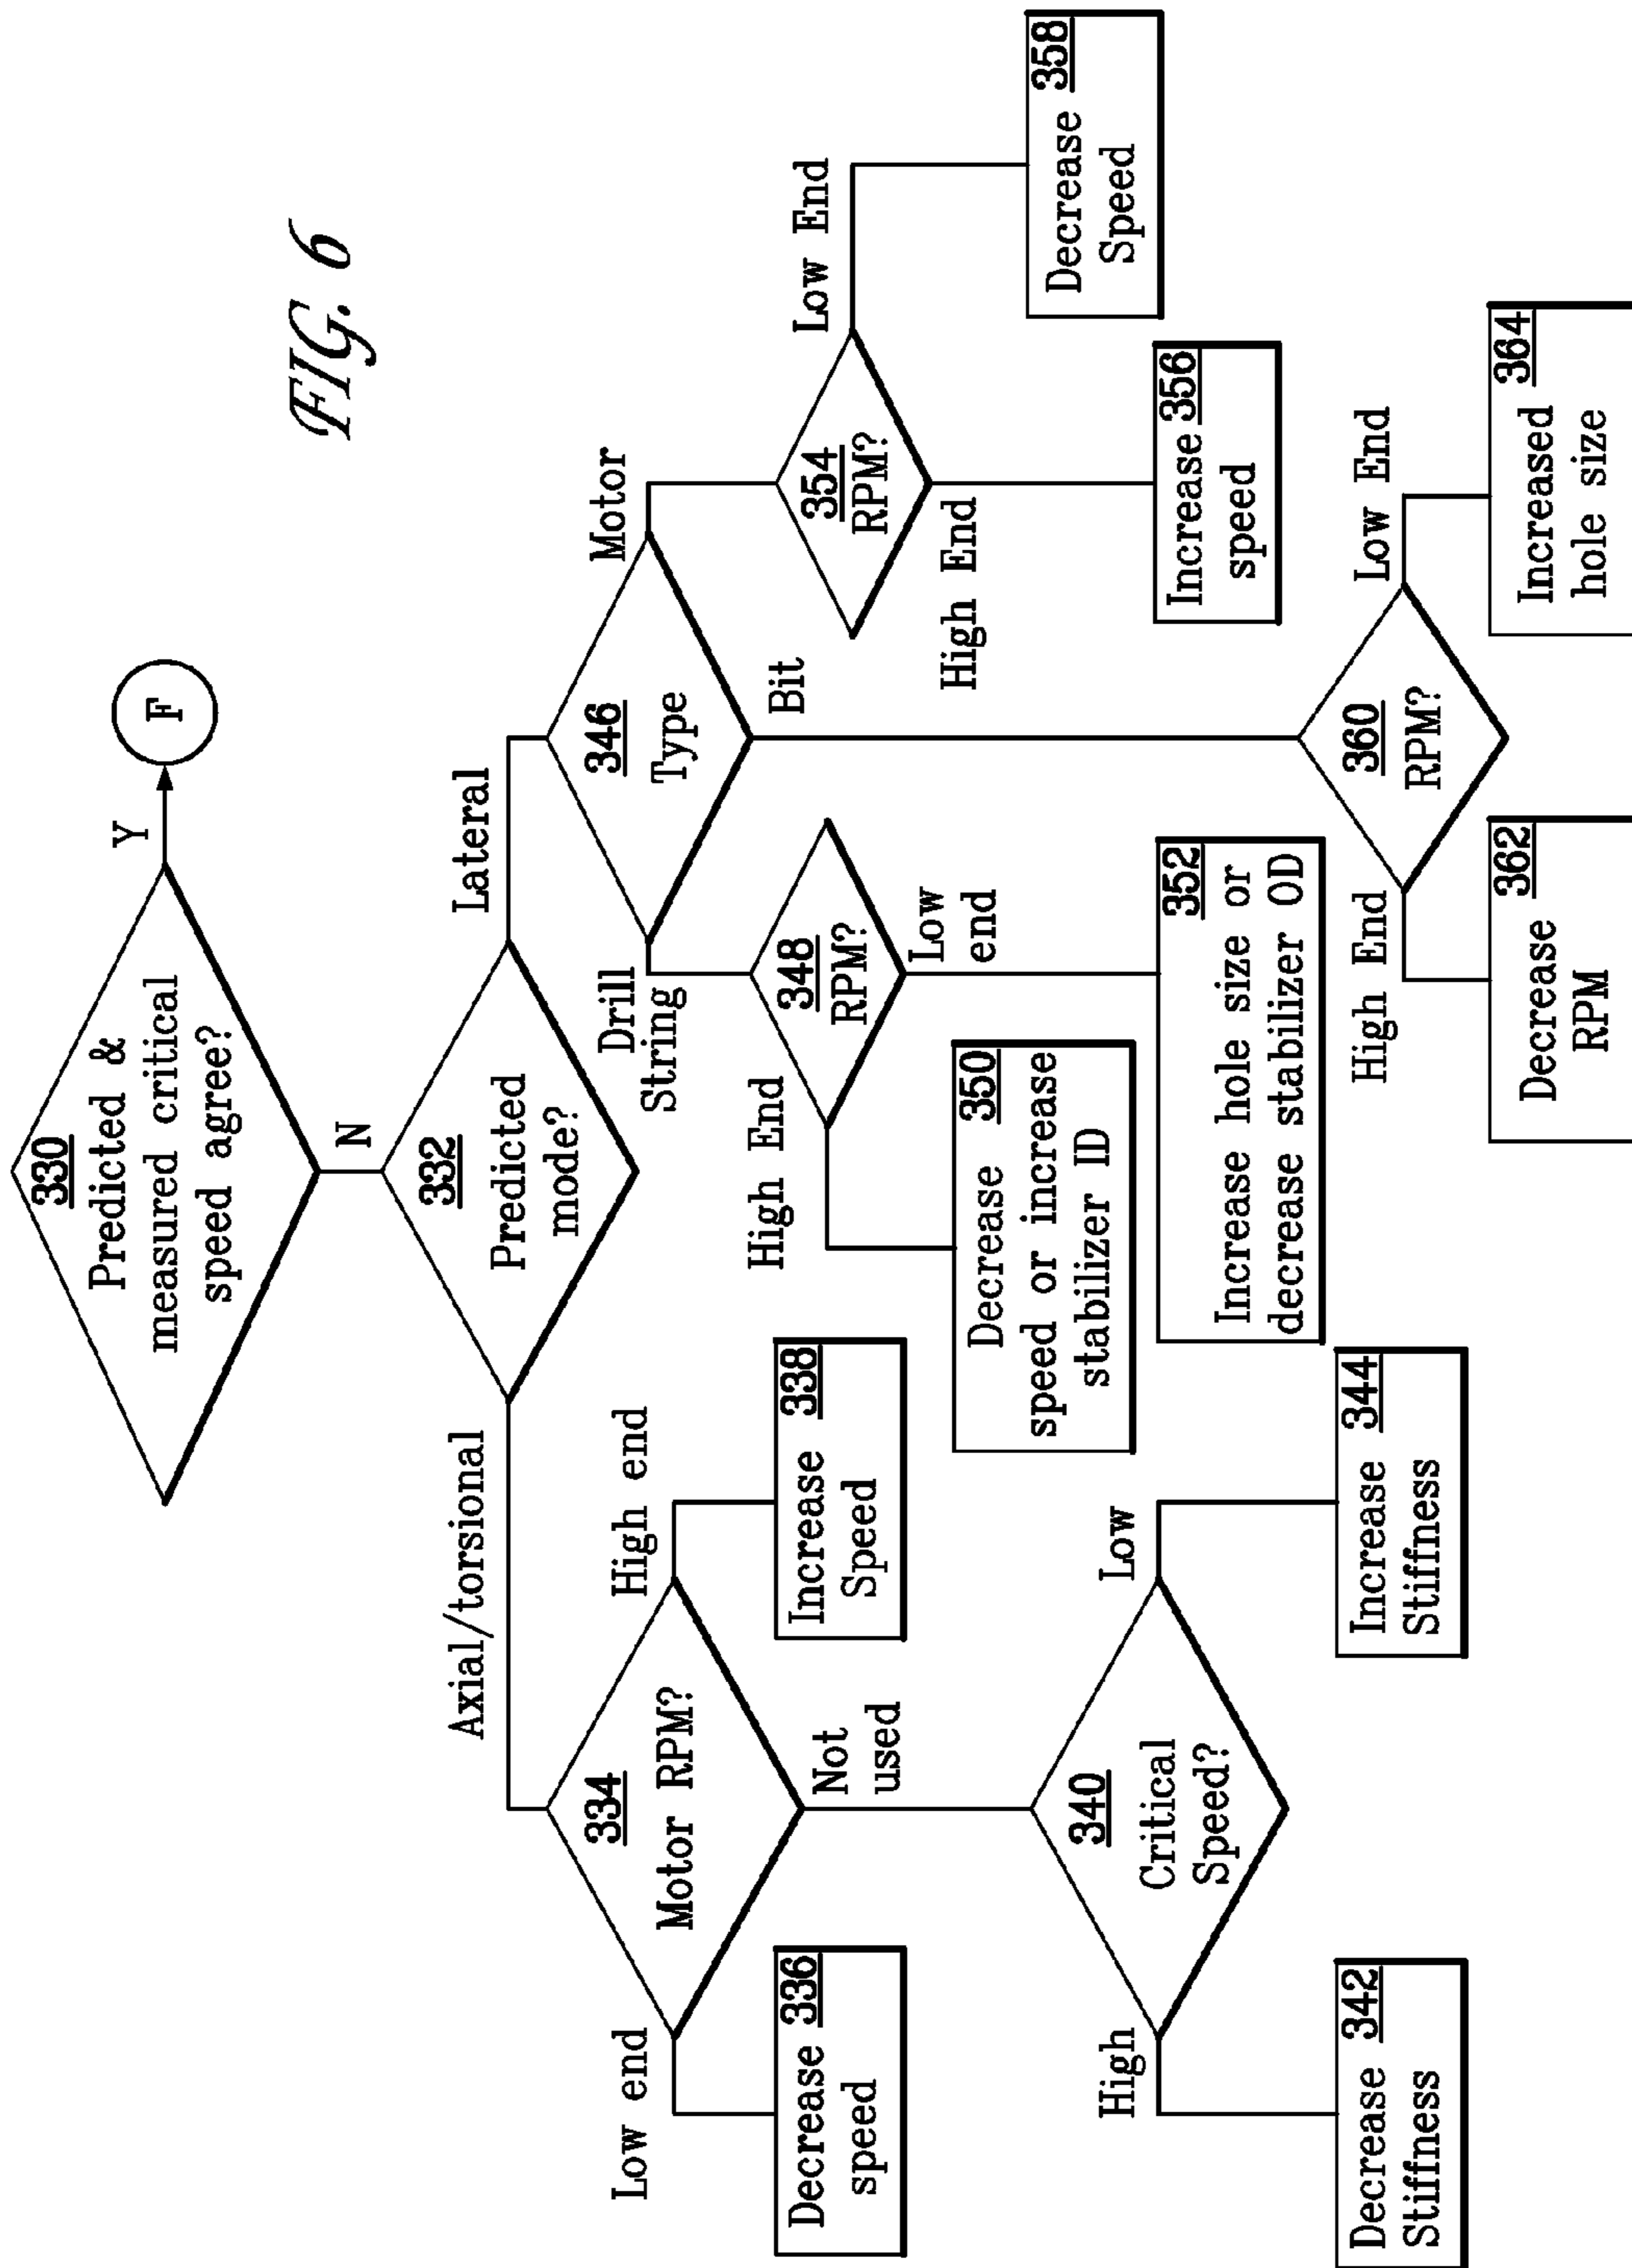 FIG. 6
330
Predicted &
measured critical
speed agree?
Y
F
N
332
Predicted
mode?
Axial/torsional
Lateral
334
Motor RPM?
Low end
High end
Decrease 336
speed
Increase 338
Speed
Not
used
340
Critical
Speed?
High
Low
Decrease 342
Stiffness
Increase 344
Stiffness
346
Type
Drill
String
Motor
Bit
348
RPM?
High End
Low
end
350
Decrease
speed or increase
stabilizer ID
352
Increase hole size or
decrease stabilizer OD
354
RPM?
Low End
High End
Increase 356
speed
Decrease 358
Speed
360
RPM?
High End
Low End
362
Decrease
RPM
364
Increased
hole size